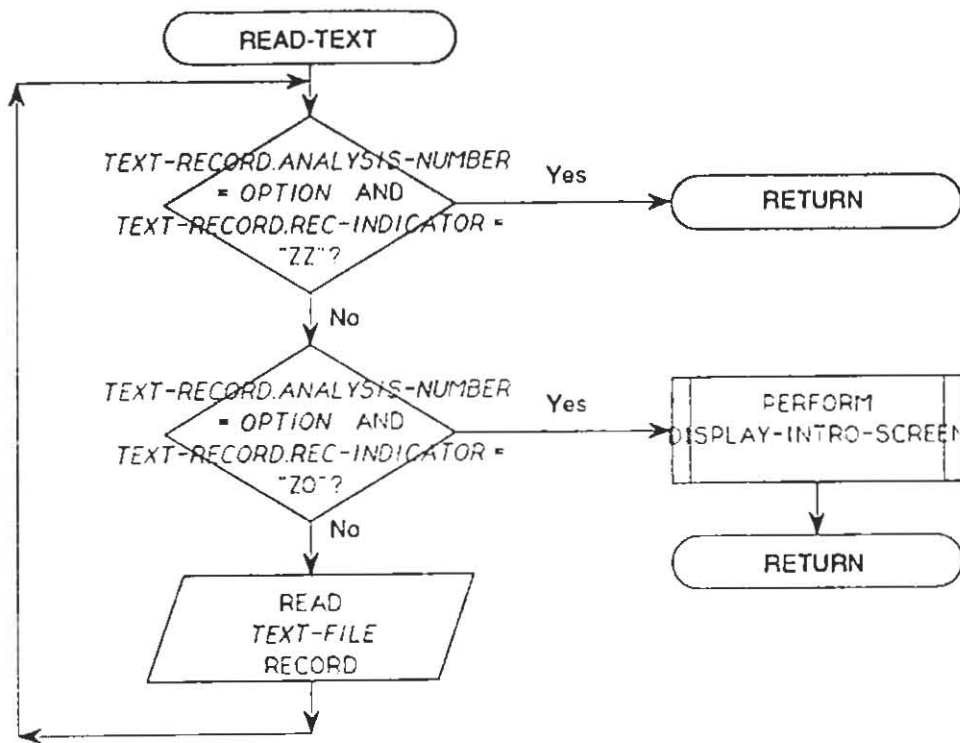 READ-TEXT
TEXT-RECORD.ANALYSIS-NUMBER
= OPTION AND
TEXT-RECORD.REC-INDICATOR =
"ZZ"?
Yes
RETURN
No
TEXT-RECORD.ANALYSIS-NUMBER
= OPTION AND
TEXT-RECORD.REC-INDICATOR =
"ZO"?
Yes
PERFORM
DISPLAY-INTRO-SCREEN
RETURN
No
READ
TEXT-FILE
RECORD